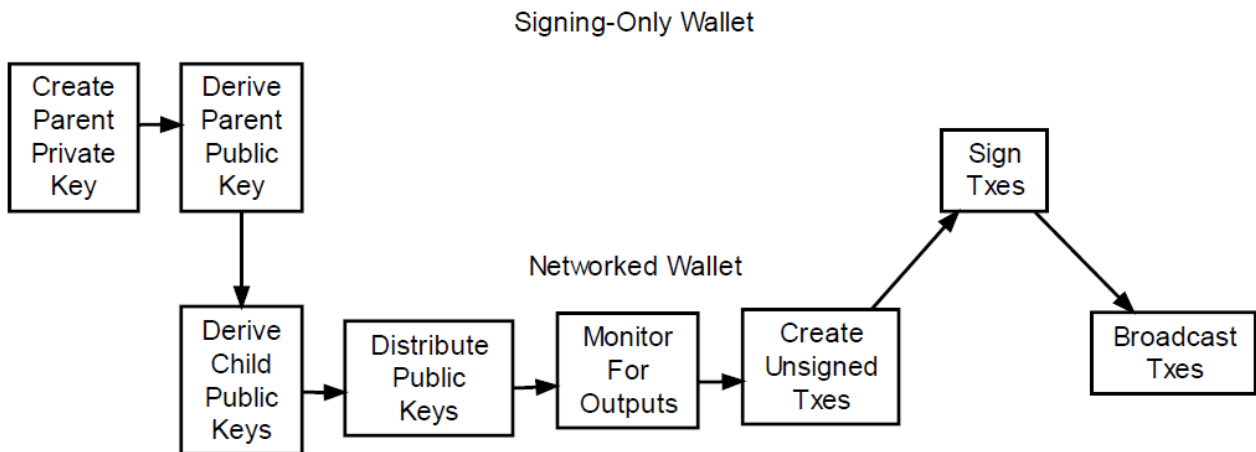 Signing-Only Wallet
Create
Parent
Private
Key
Derive
Parent
Public
Key
Sign
Txes
Networked Wallet
Derive
Child
Public
Keys
Distribute
Public
Keys
Monitor
For
Outputs
Create
Unsigned
Txes
Broadcast
Txes